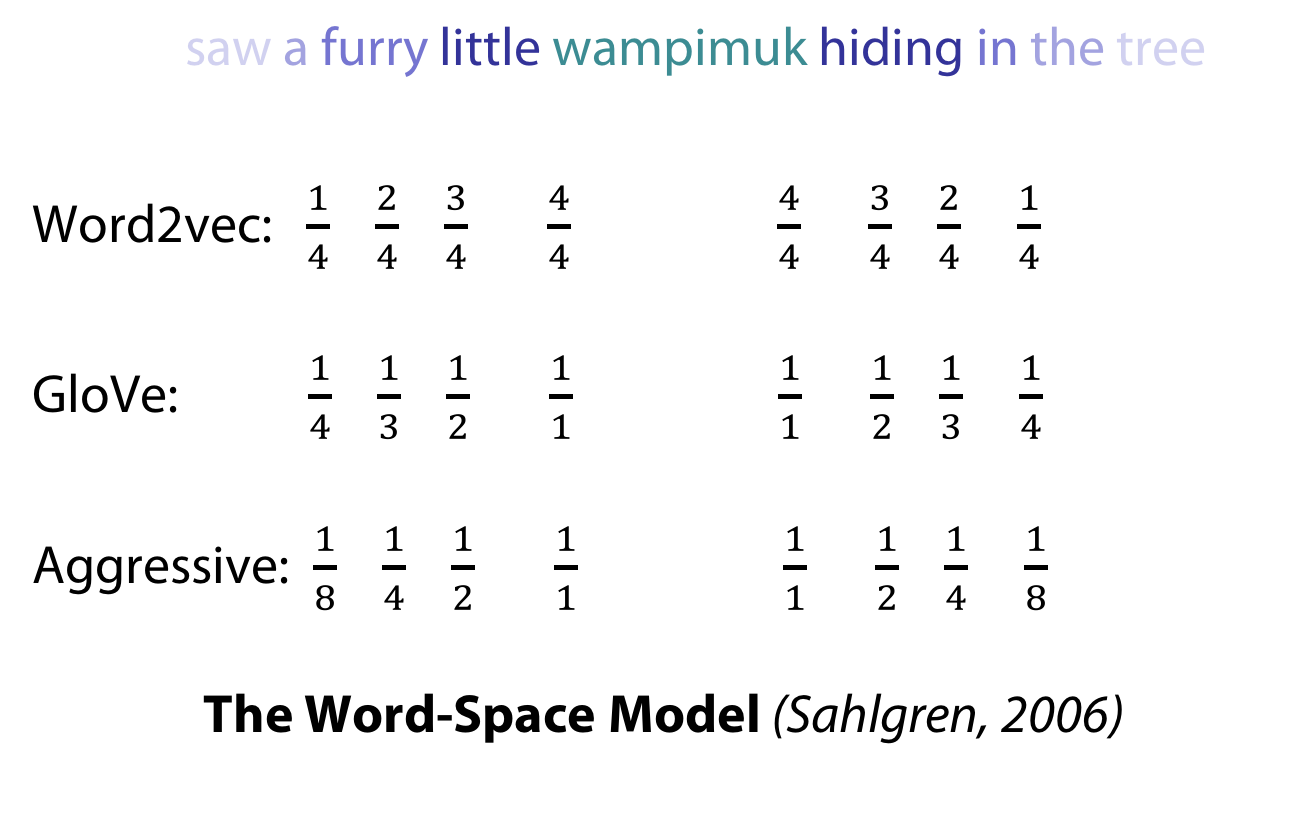 saw a furry little wampimuk hiding in the tree
Word2vec: 1/4 2/4 3/4 4/4 4/4 3/4 2/4 1/4
GloVe: 1/4 1/3 1/2 1/1 1/1 1/2 1/3 1/4
Aggressive: 1/8 1/4 1/2 1/1 1/1 1/2 1/4 1/8
The Word-Space Model (Sahlgren, 2006)